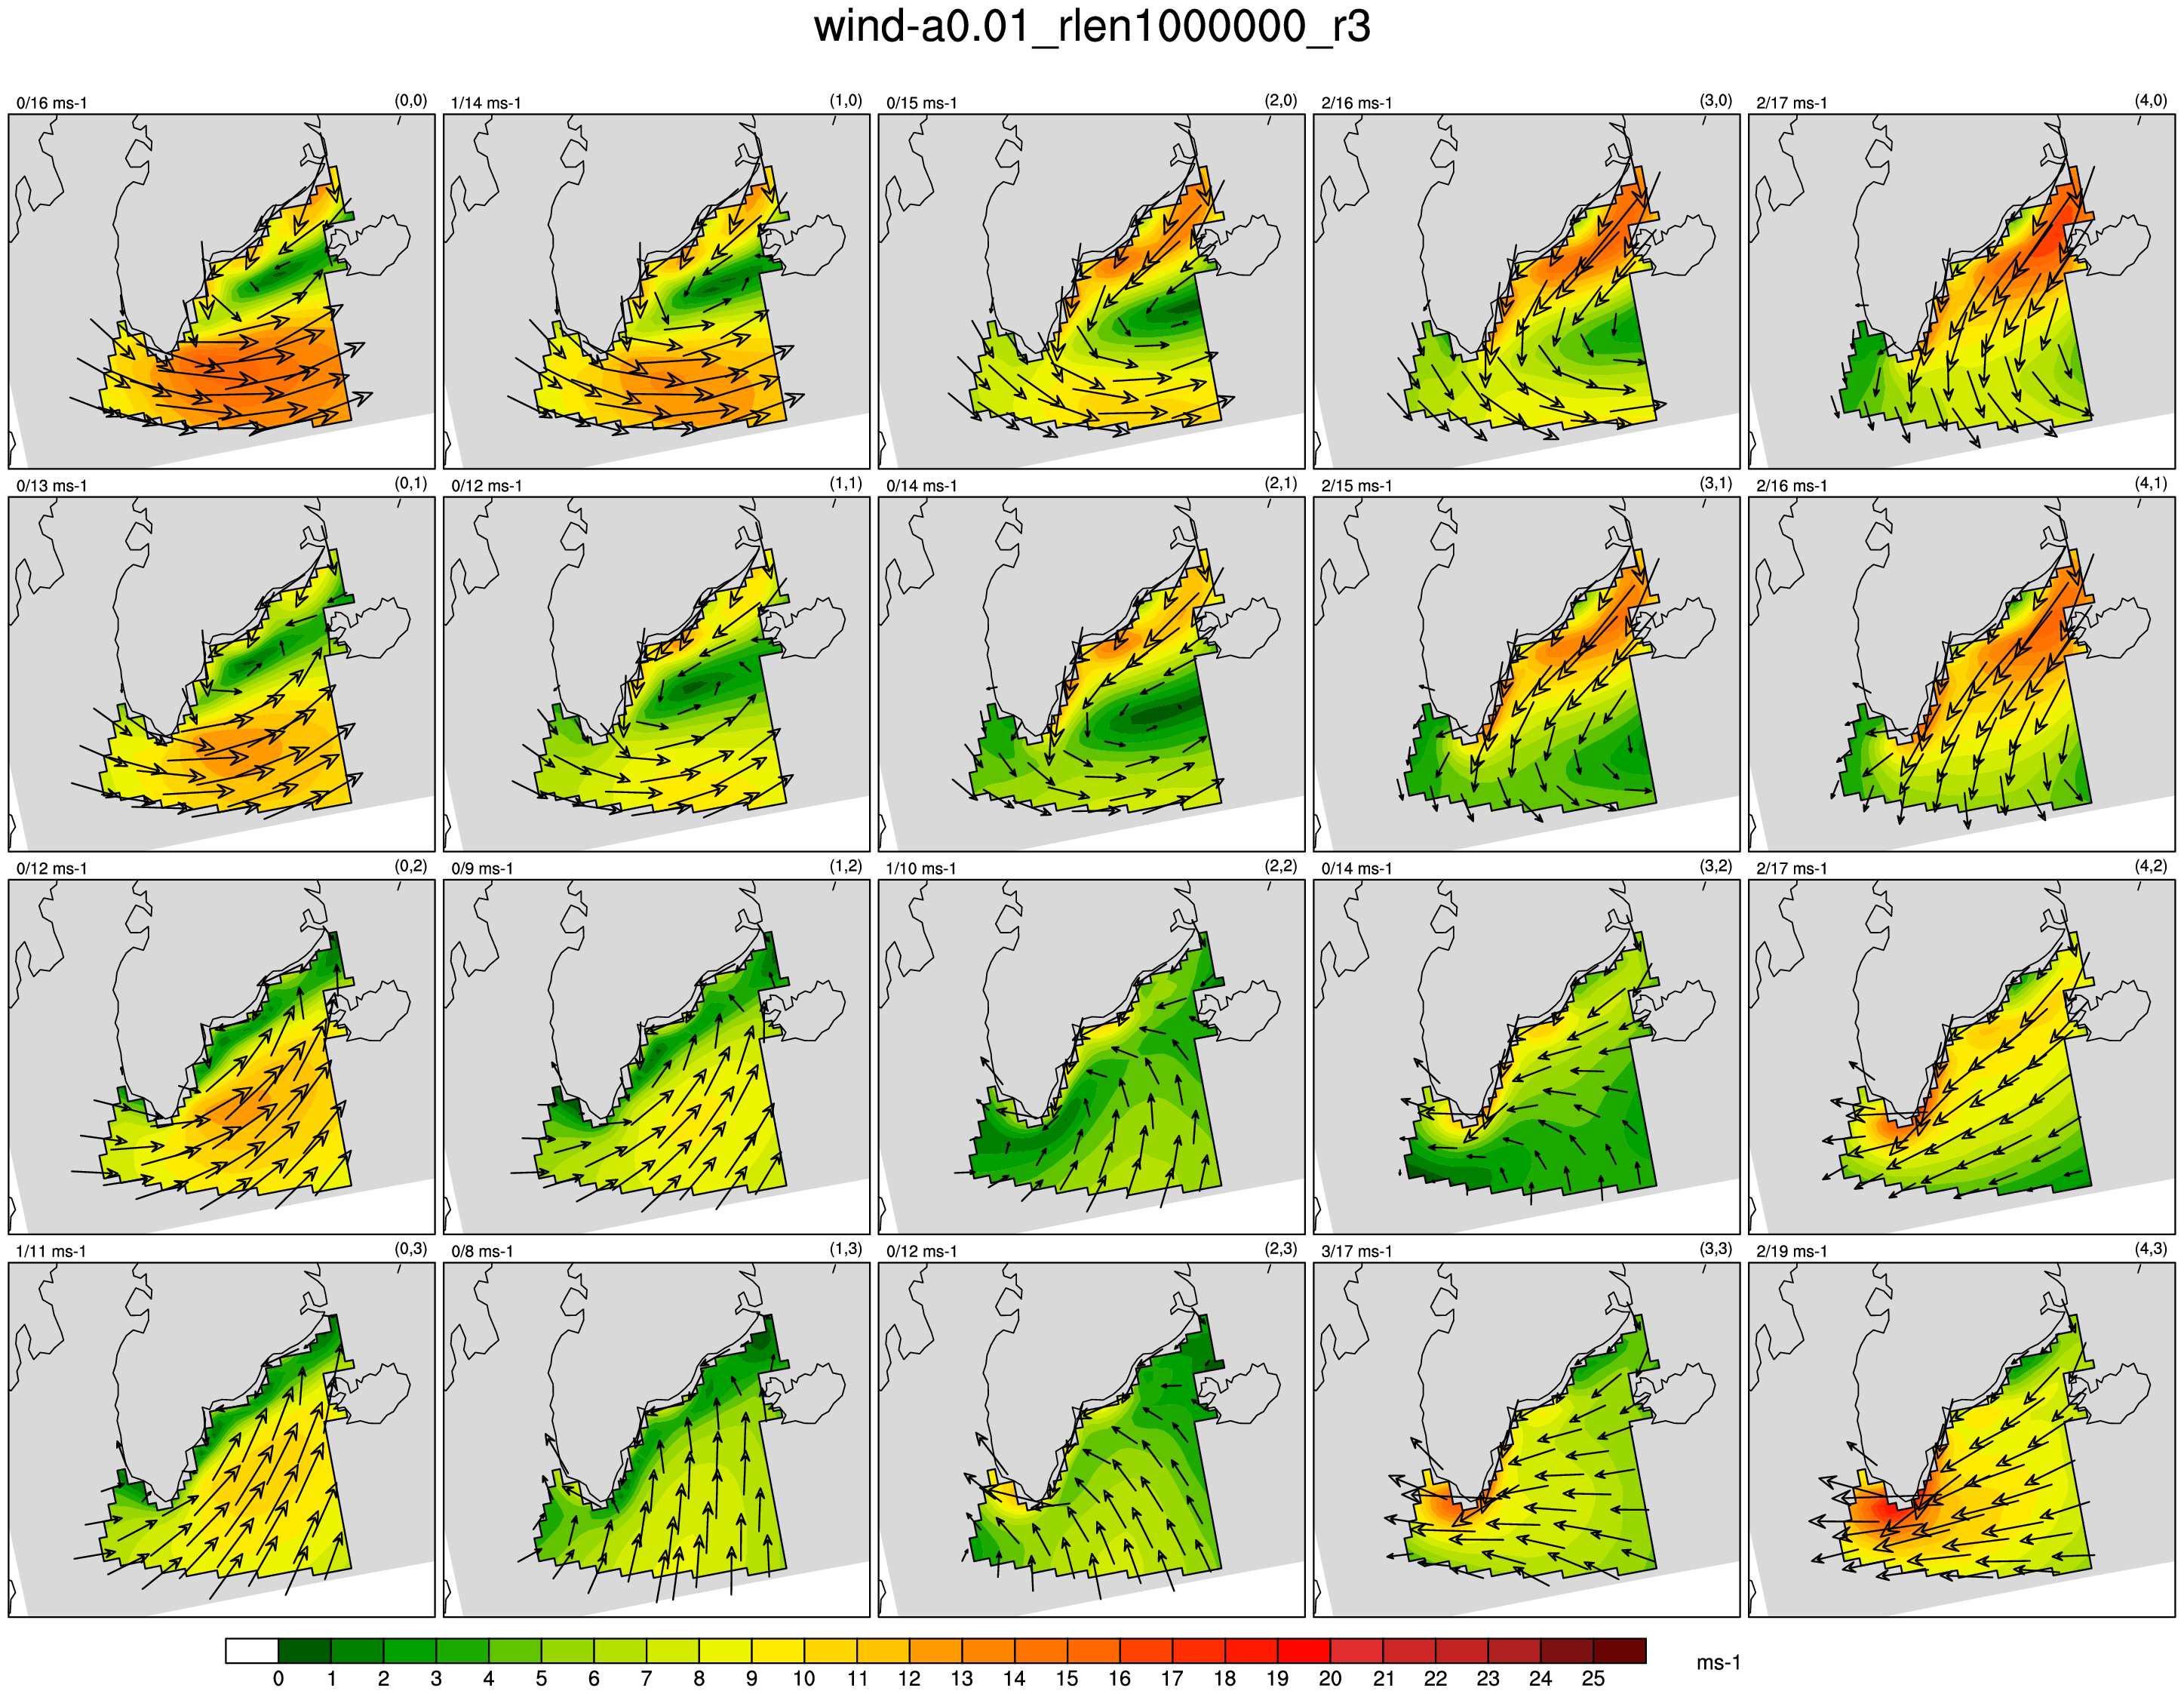 wind-a0.01_rlen1000000_r3
0/16 ms-1 (0,0) 1/14 ms-1 (1,0) 0/15 ms-1 (2,0) 2/16 ms-1 (3,0) 2/17 ms-1 (4,0)
0/13 ms-1 (0,1) 0/12 ms-1 (1,1) 0/14 ms-1 (2,1) 2/15 ms-1 (3,1) 2/16 ms-1 (4,1)
0/12 ms-1 (0,2) 0/9 ms-1 (1,2) 1/10 ms-1 (2,2) 0/14 ms-1 (3,2) 2/17 ms-1 (4,2)
1/11 ms-1 (0,3) 0/8 ms-1 (1,3) 0/12 ms-1 (2,3) 3/17 ms-1 (3,3) 2/19 ms-1 (4,3)
0 1 2 3 4 5 6 7 8 9 10 11 12 13 14 15 16 17 18 19 20 21 22 23 24 25 ms-1